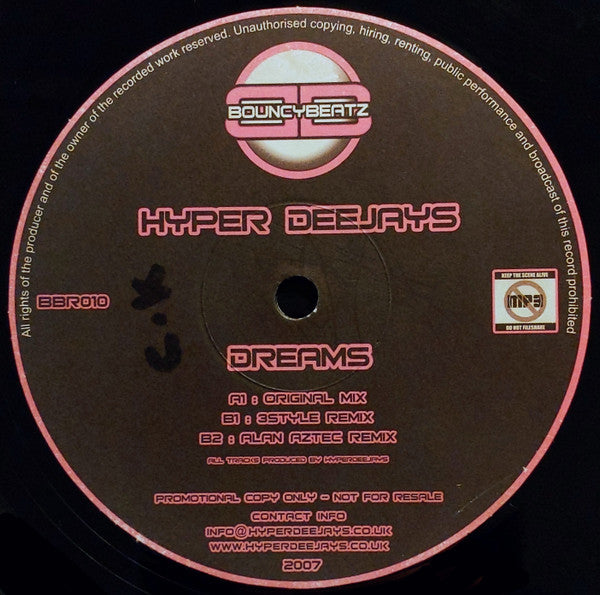 All rights of the producer and of the owner of the recorded work reserved. Unauthorised copying, hiring, renting, public performance and broadcast of this record prohibited
BOUNCYBEATZ
HYPER DEEJAYS
BBR010
KEEP THE SCENE ALIVE
MP3
DO NOT FILESHARE
DREAMS
A1 : ORIGINAL MIX
B1 : 3STYLE REMIX
B2 : ALAN AZTEC REMIX
ALL TRACKS PRODUCED BY HYPERDEEJAYS
PROMOTIONAL COPY ONLY - NOT FOR RESALE
CONTACT INFO
INFO@HYPERDEEJAYS.CO.UK
WWW.HYPERDEEJAYS.CO.UK
2007